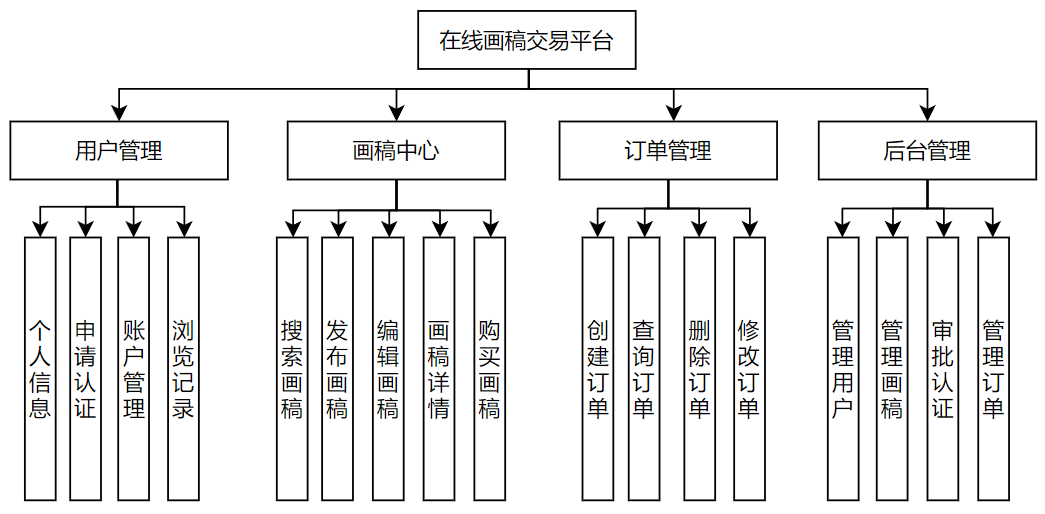 在线画稿交易平台
用户管理
画稿中心
订单管理
后台管理
个人信息
申请认证
账户管理
浏览记录
搜索画稿
发布画稿
编辑画稿
画稿详情
购买画稿
创建订单
查询订单
删除订单
修改订单
管理用户
管理画稿
审批认证
管理订单